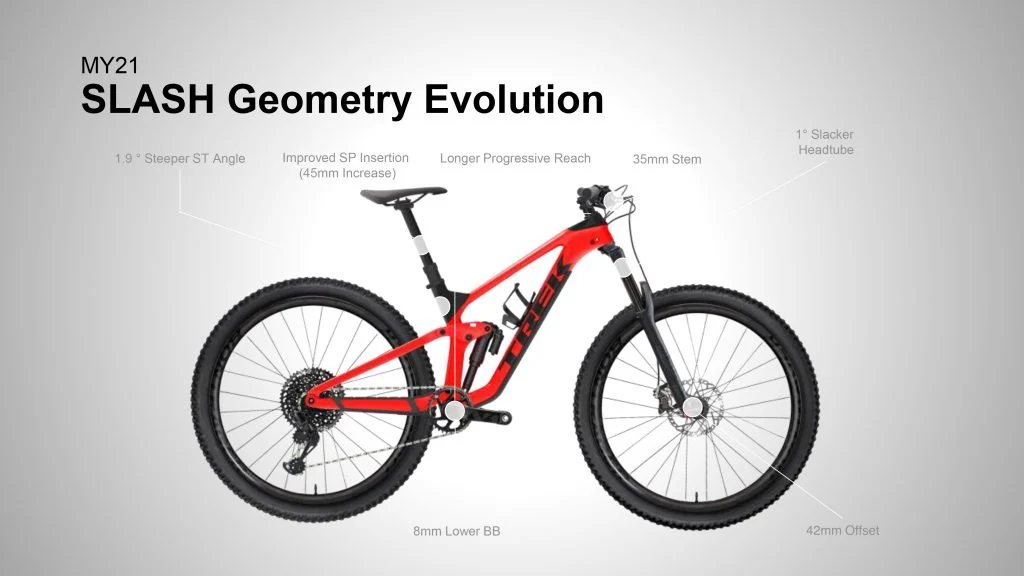 MY21
SLASH Geometry Evolution
1° Slacker
Headtube
1.9 ° Steeper ST Angle
Improved SP Insertion
(45mm Increase)
Longer Progressive Reach
35mm Stem
TREK
8mm Lower BB
42mm Offset